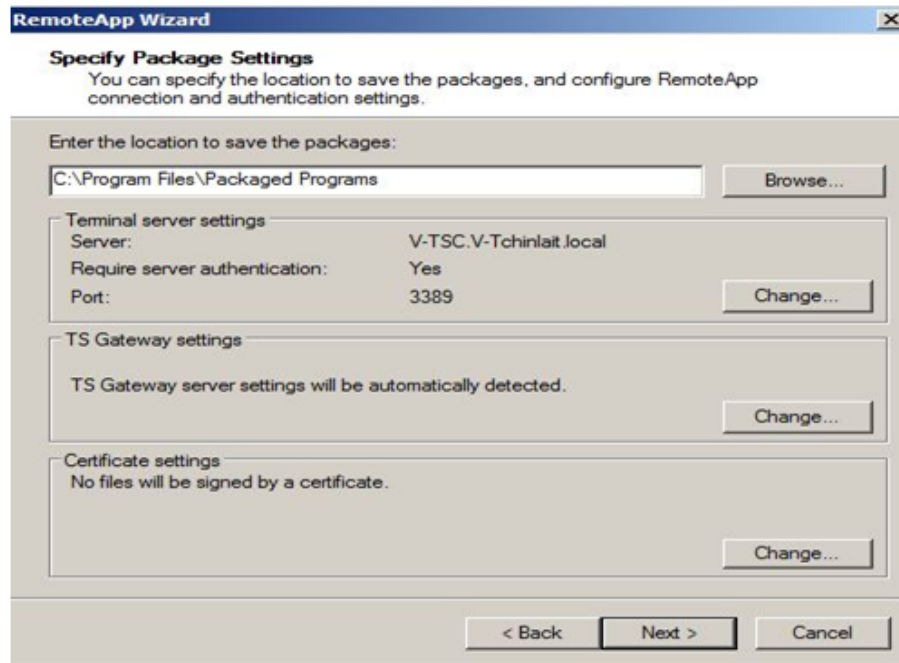 RemoteApp Wizard
Specify Package Settings
You can specify the location to save the packages, and configure RemoteApp
connection and authentication settings.
Enter the location to save the packages:
C:\Program Files\Packaged Programs
Browse...
Terminal server settings
Server: V-TSC.V-Tchinlait.local
Require server authentication: Yes
Port: 3389
Change...
TS Gateway settings
TS Gateway server settings will be automatically detected.
Change...
Certificate settings
No files will be signed by a certificate.
Change...
< Back Next > Cancel